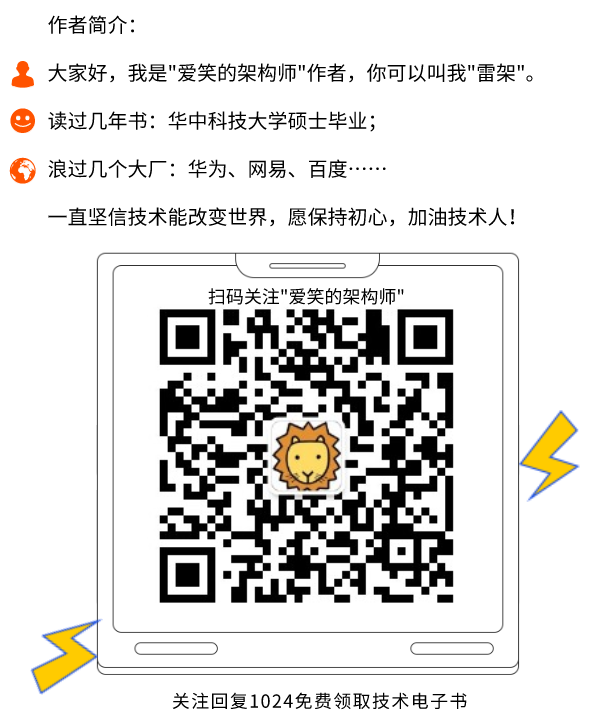 作者简介：
大家好，我是"爱笑的架构师"作者，你可以叫我"雷架"。
读过几年书：华中科技大学硕士毕业；
浪过几个大厂：华为、网易、百度……
一直坚信技术能改变世界，愿保持初心，加油技术人！
扫码关注"爱笑的架构师"
关注回复1024免费领取技术电子书